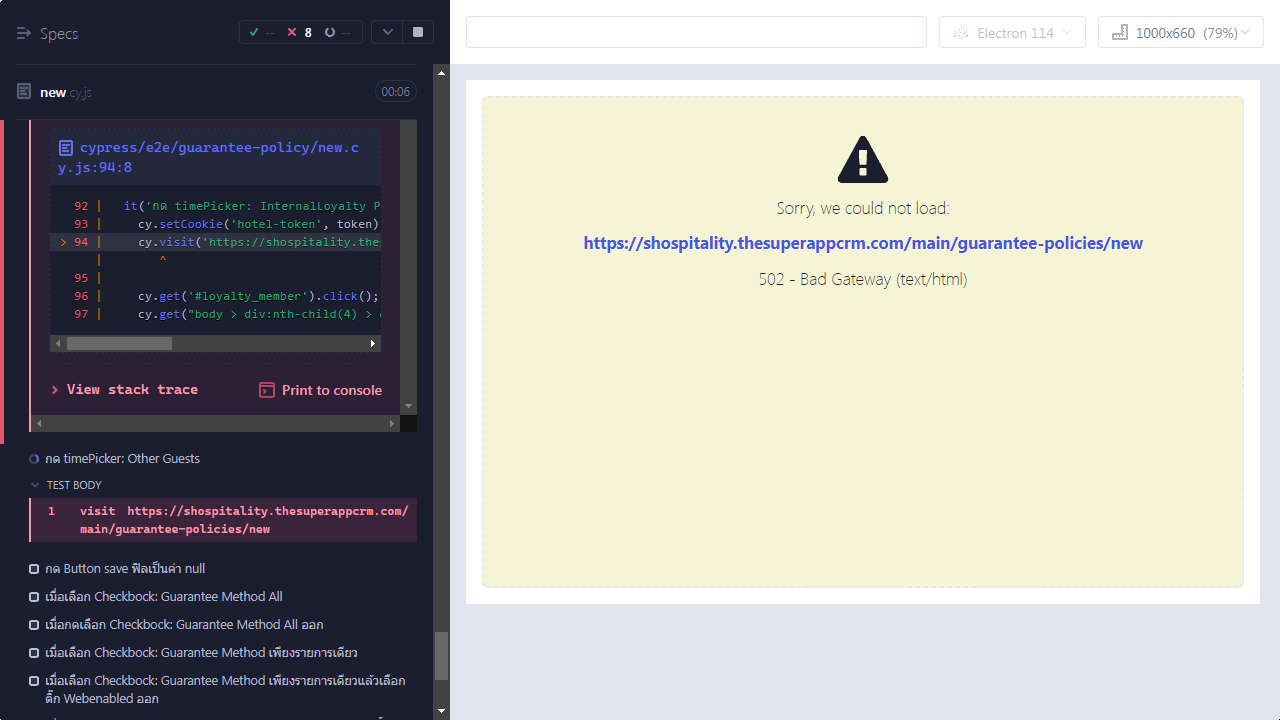 Specs
-- 8 --
new cy.js
00:06
cypress/e2e/guarantee-policy/new.c
y.js:94:8
92 | it('กด timePicker: InternalLoyalty P
93 | cy.setCookie('hotel-token', token)
> 94 | cy.visit('https://shospitality.the
| ^
95 |
96 | cy.get('#loyalty_member').click();
97 | cy.get("body > div:nth-child(4) >
View stack trace
Print to console
กด timePicker: Other Guests
TEST BODY
1 visit https://shospitality.thesuperappcrm.com/
main/guarantee-policies/new
กด Button save ฟิลเป็นค่า null
เมื่อเลือก Checkbock: Guarantee Method All
เมื่อกดเลือก Checkbock: Guarantee Method All ออก
เมื่อเลือก Checkbock: Guarantee Method เพียงรายการเดียว
เมื่อเลือก Checkbock: Guarantee Method เพียงรายการเดียวแล้วเลือก
ติ๊ก Webenabled ออก
Electron 114
1000x660 (79%)
Sorry, we could not load:
https://shospitality.thesuperappcrm.com/main/guarantee-policies/new
502 - Bad Gateway (text/html)